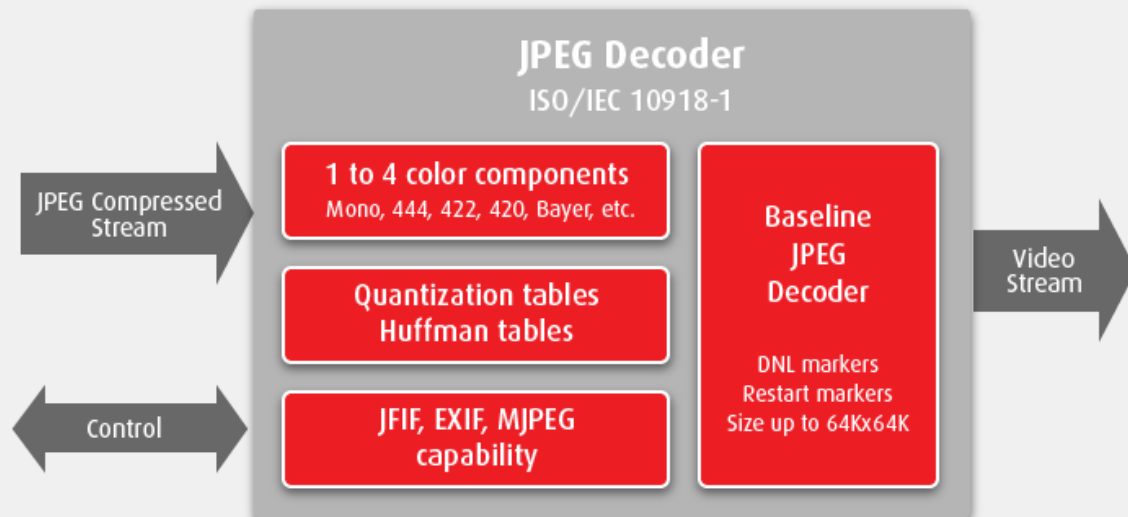 JPEG Decoder
ISO/IEC 10918-1
JPEG Compressed
Stream
1 to 4 color components
Mono, 444, 422, 420, Bayer, etc.
Quantization tables
Huffman tables
Control
JFIF, EXIF, MJPEG
capability
Baseline
JPEG
Decoder
DNL markers
Restart markers
Size up to 64Kx64K
Video
Stream